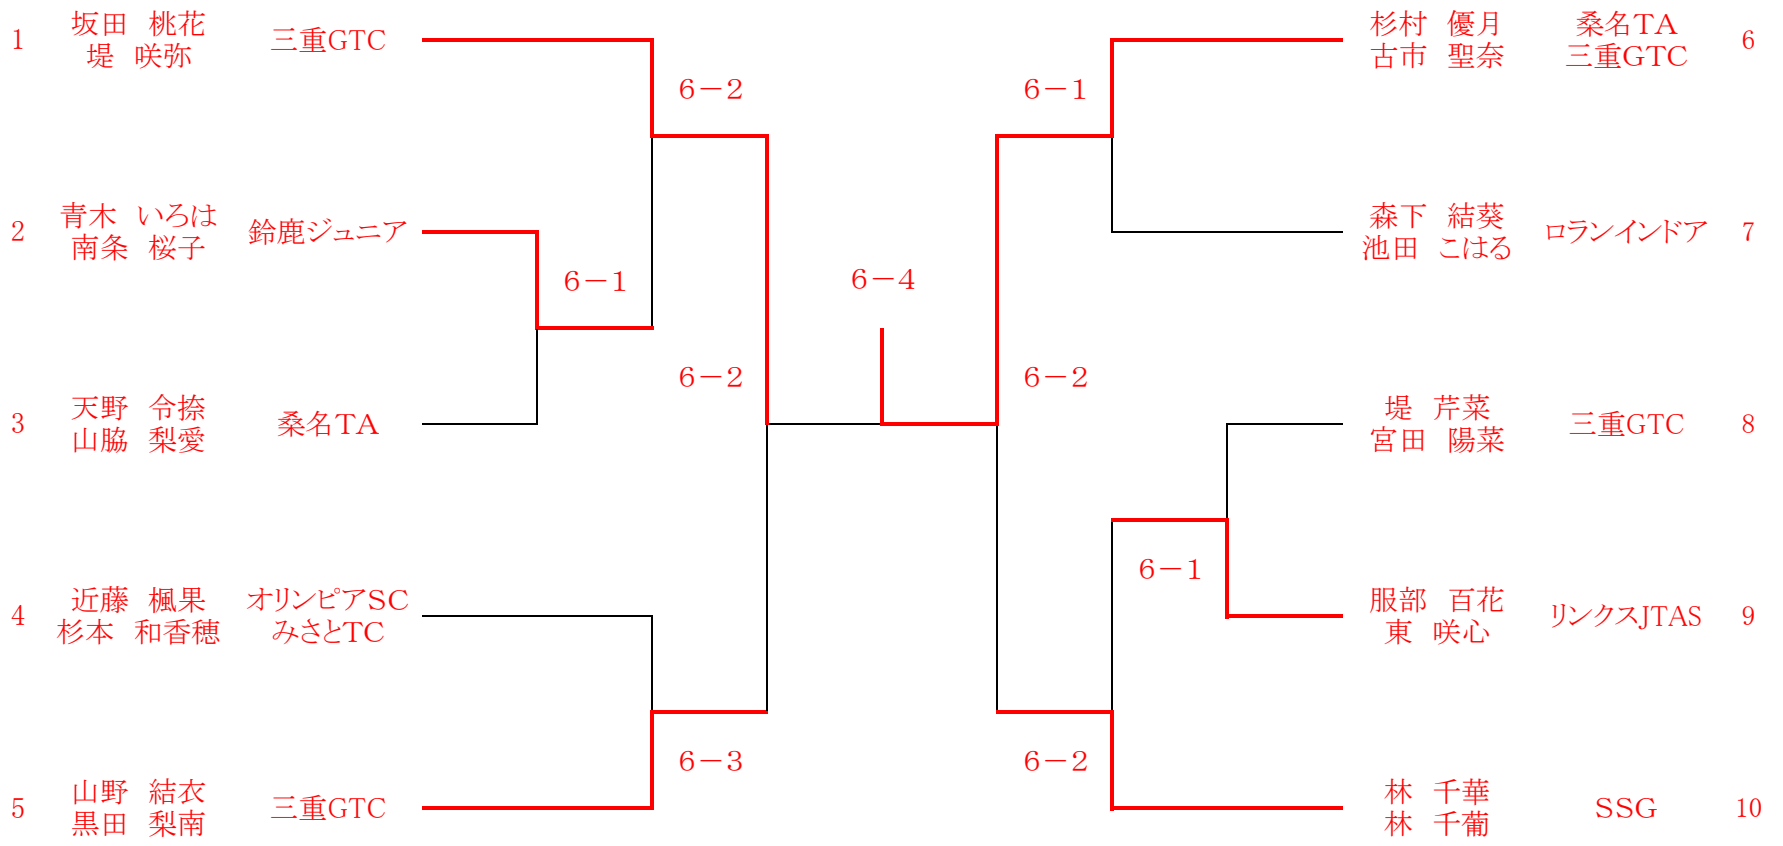 1 坂田 桃花 三重GTC
堤 咲弥
6-2
2 青木 いろは 鈴鹿ジュニア
南条 桜子
6-1
3 天野 令捺 桑名TA
山脇 梨愛
6-2
4 近藤 楓果 オリンピアSC
杉本 和香穂 みさとTC
6-3
5 山野 結衣 三重GTC
黒田 梨南
6-4
杉村 優月 桑名TA 6
古市 聖奈 三重GTC
6-1
森下 結葵 ロランインドア 7
池田 こはる
6-2
堤 芹菜 三重GTC 8
宮田 陽菜
6-1
服部 百花 リンクスJTAS 9
東 咲心
6-2
林 千華 SSG 10
林 千葡